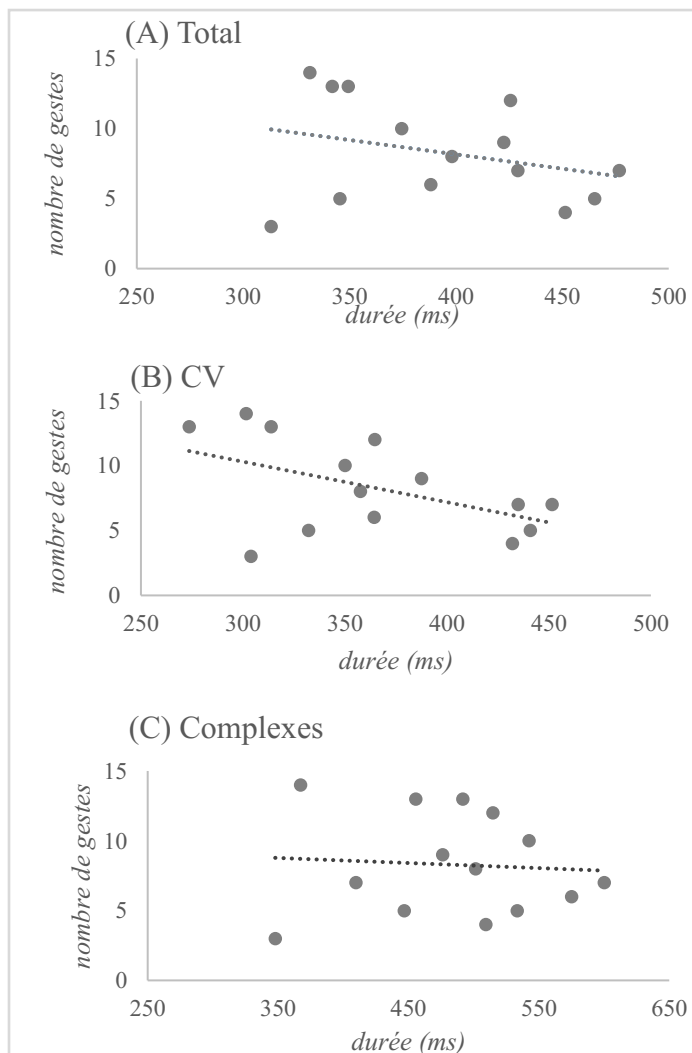 (A) Total
nombre de gestes
15
10
5
0
250 300 350 400 450 500
durée (ms)
(B) CV
nombre de gestes
15
10
5
0
250 300 350 400 450 500
durée (ms)
(C) Complexes
nombre de gestes
15
10
5
0
250 350 450 550 650
durée (ms)